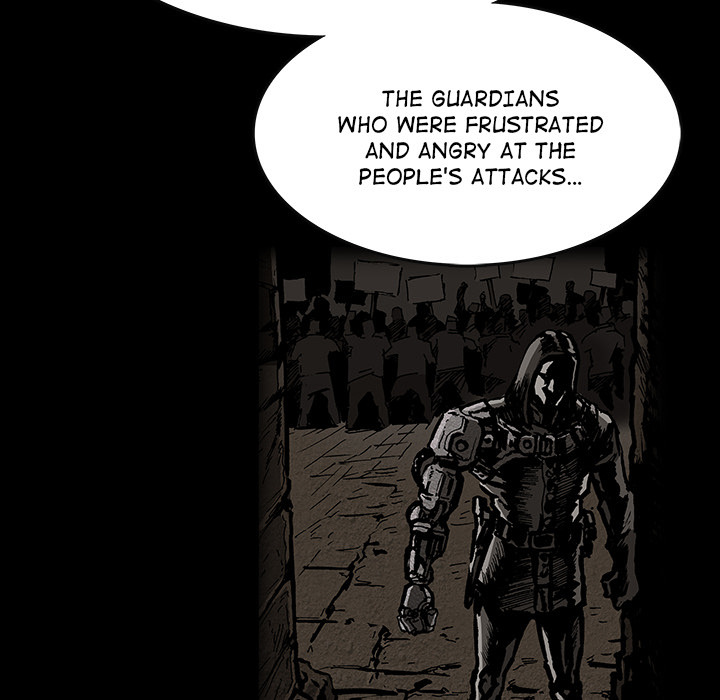 THE GUARDIANS
WHO WERE FRUSTRATED
AND ANGRY AT THE
PEOPLE'S ATTACKS...